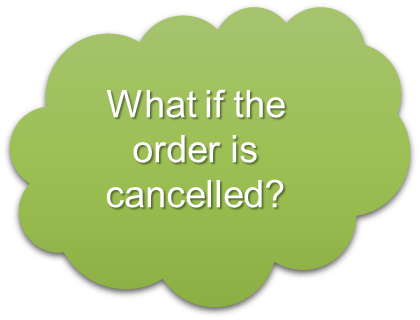 What if the
order is
cancelled?